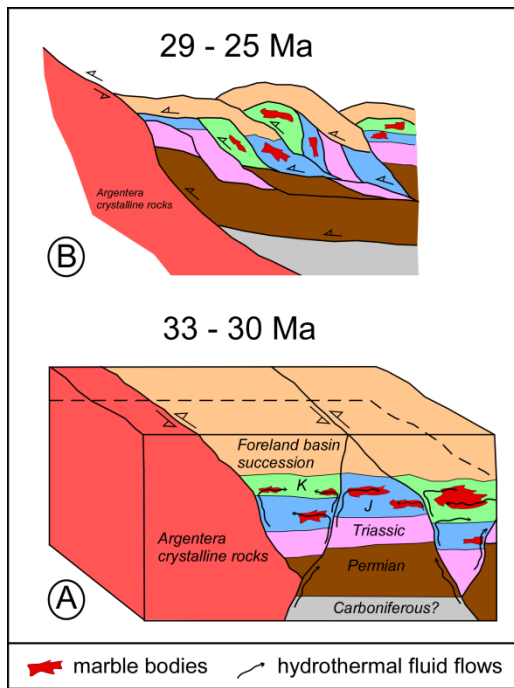 29 - 25 Ma
Argentera
crystalline rocks
B
33 - 30 Ma
Foreland basin
succession
K
J
Argentera
crystalline rocks
Triassic
Permian
A
Carboniferous?
marble bodies
hydrothermal fluid flows